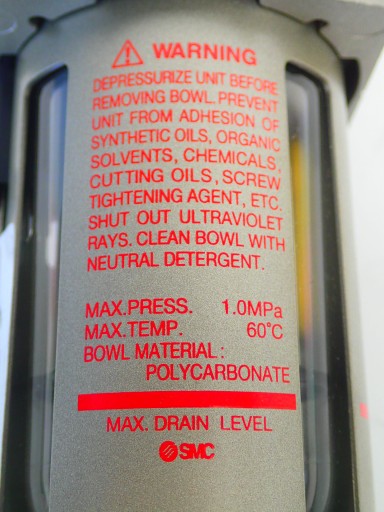 WARNING
DEPRESSURIZE UNIT BEFORE
REMOVING BOWL. PREVENT
UNIT FROM ADHESION OF
SYNTHETIC OILS, ORGANIC
SOLVENTS, CHEMICALS,
CUTTING OILS, SCREW
TIGHTENING AGENT, ETC.
SHUT OUT ULTRAVIOLET
RAYS. CLEAN BOWL WITH
NEUTRAL DETERGENT.
MAX.PRESS. 1.0MPa
MAX.TEMP. 60°C
BOWL MATERIAL:
POLYCARBONATE
MAX. DRAIN LEVEL
SMC